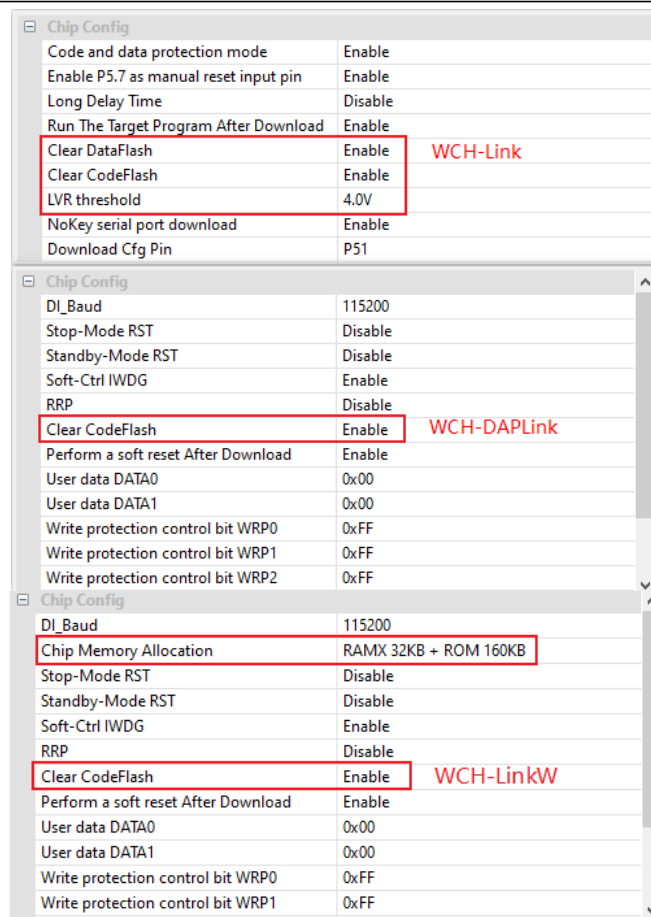 Chip Config
Code and data protection mode Enable
Enable P5.7 as manual reset input pin Enable
Long Delay Time Disable
Run The Target Program After Download Enable
Clear DataFlash Enable WCH-Link
Clear CodeFlash Enable
LVR threshold 4.0V
NoKey serial port download Enable
Download Cfg Pin P51
Chip Config
DI_Baud 115200
Stop-Mode RST Disable
Standby-Mode RST Disable
Soft-Ctrl IWDG Enable
RRP Disable
Clear CodeFlash Enable WCH-DAPLink
Perform a soft reset After Download Enable
User data DATA0 0x00
User data DATA1 0x00
Write protection control bit WRP0 0xFF
Write protection control bit WRP1 0xFF
Write protection control bit WRP2 0xFF
Chip Config
DI_Baud 115200
Chip Memory Allocation RAMX 32KB + ROM 160KB
Stop-Mode RST Disable
Standby-Mode RST Disable
Soft-Ctrl IWDG Enable
RRP Disable
Clear CodeFlash Enable WCH-LinkW
Perform a soft reset After Download Enable
User data DATA0 0x00
User data DATA1 0x00
Write protection control bit WRP0 0xFF
Write protection control bit WRP1 0xFF